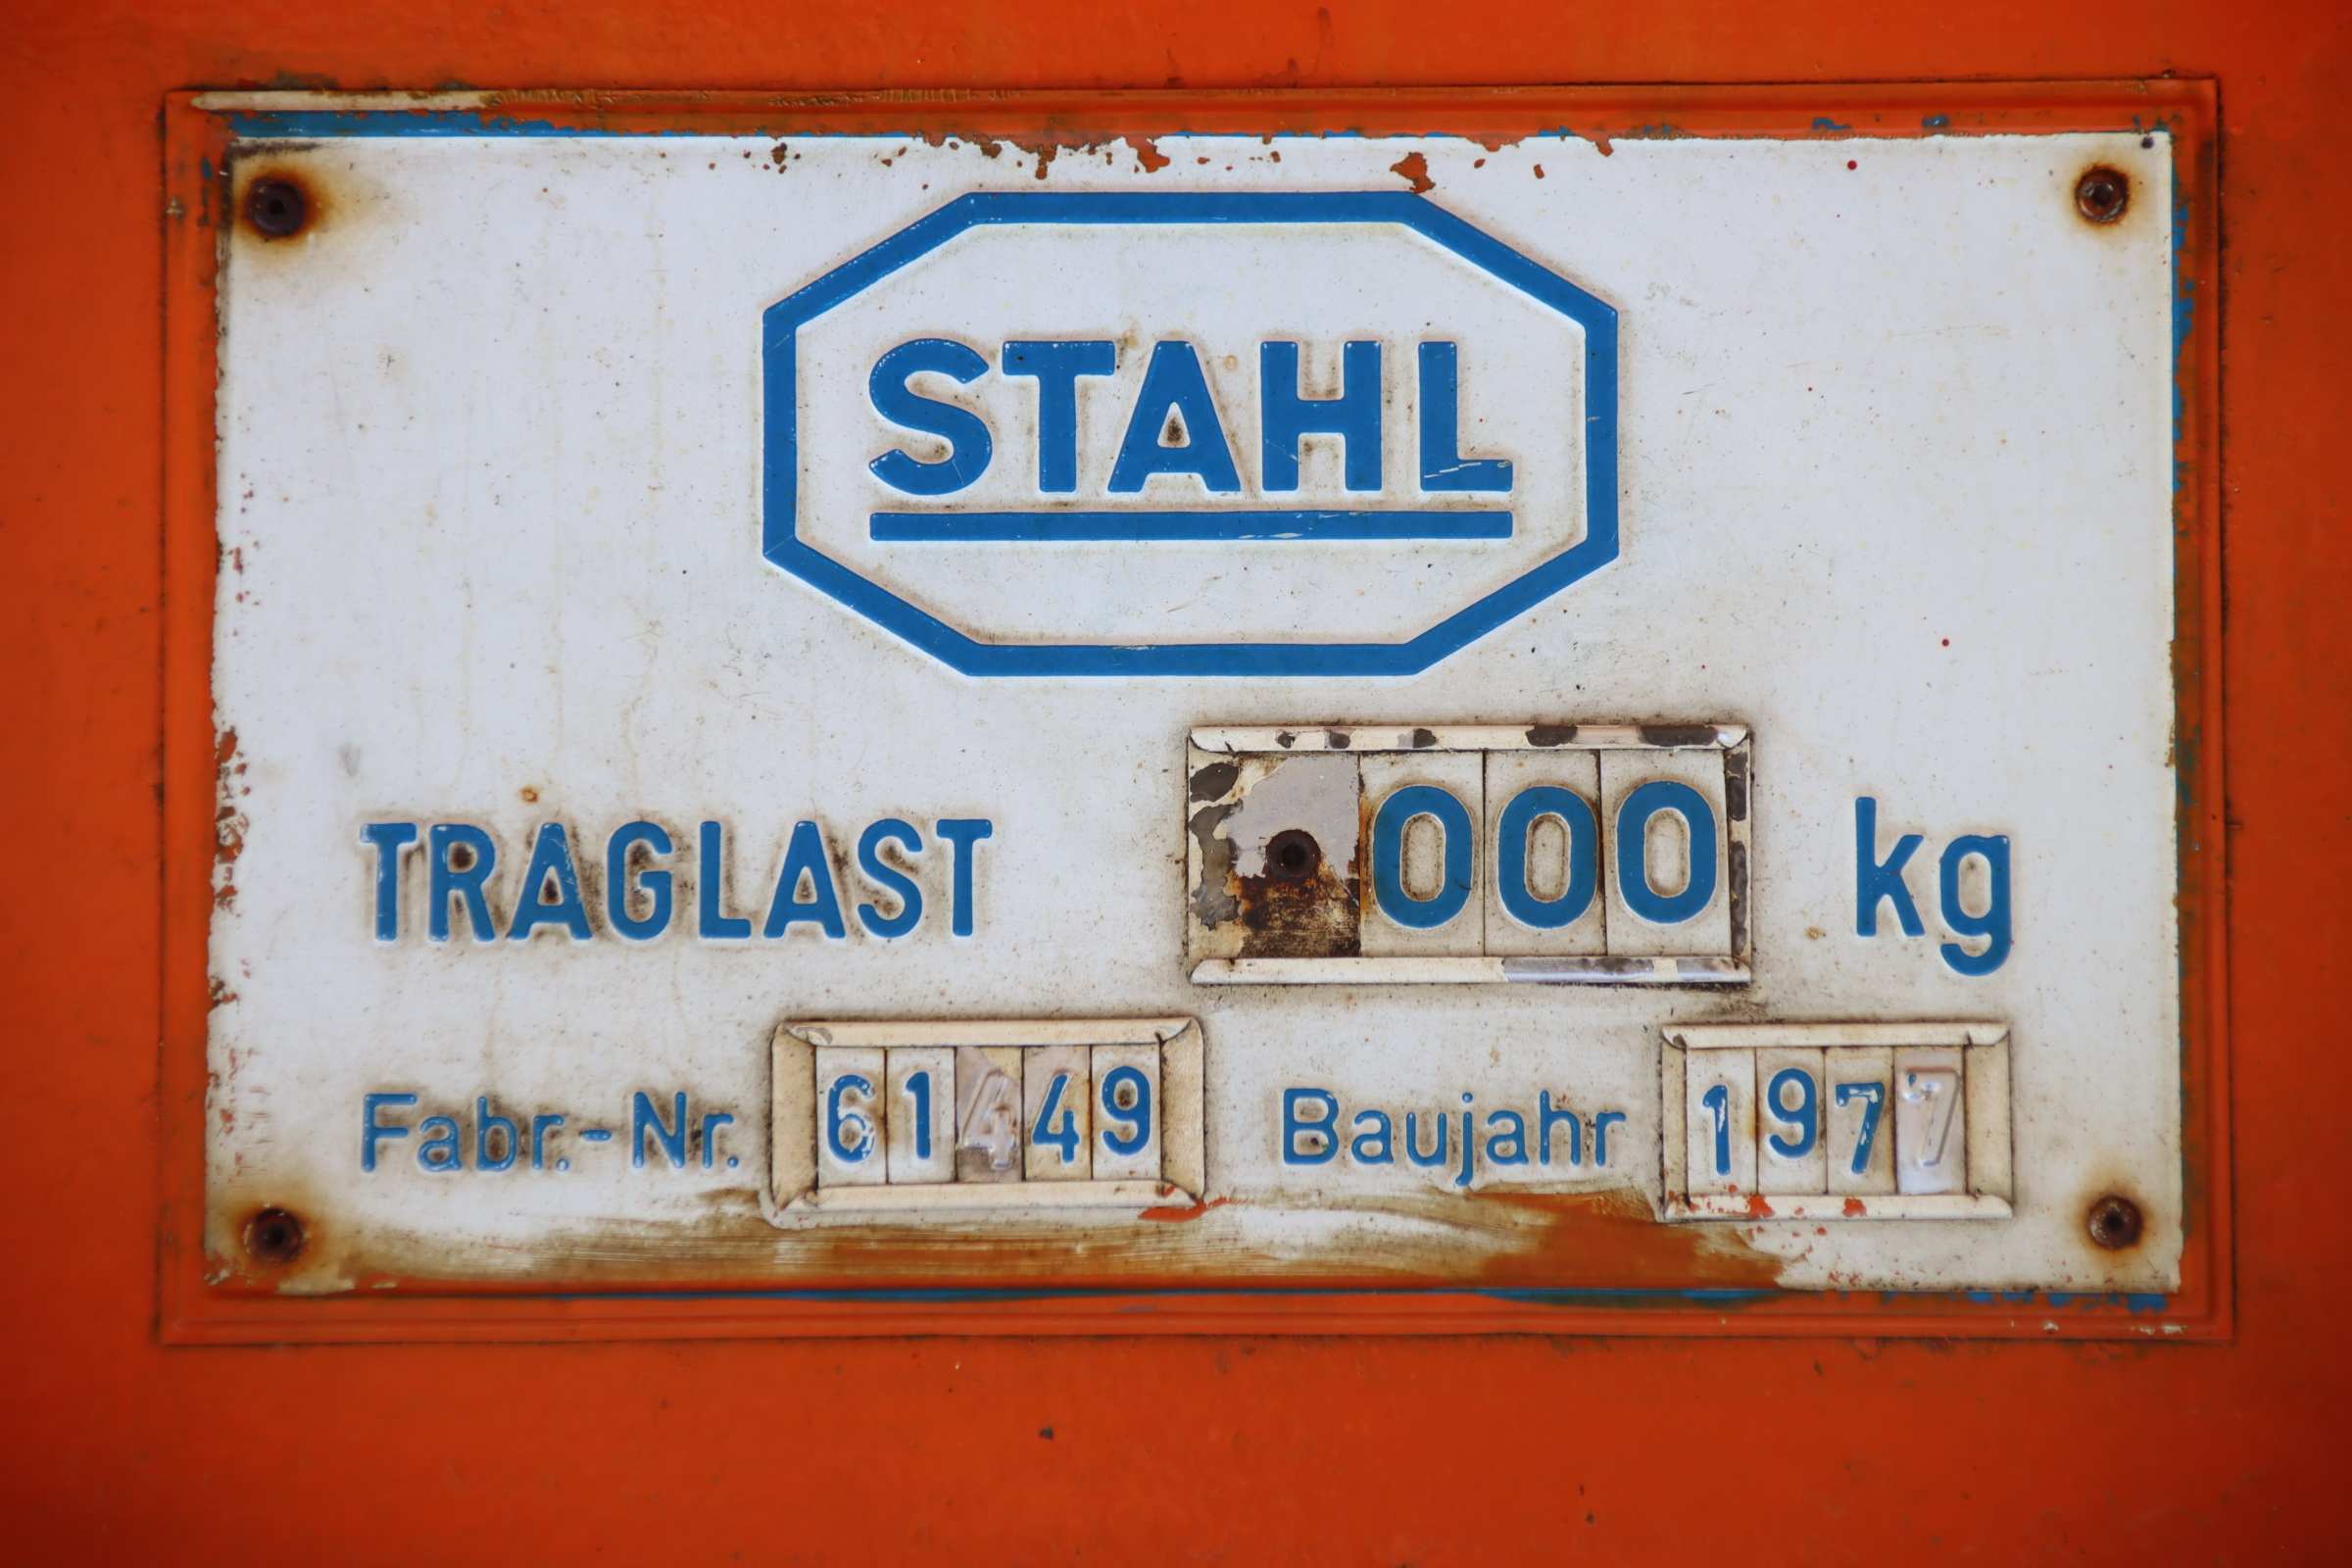 STAHL
TRAGLAST 000 kg
Fabr.-Nr. 61449 Baujahr 1977